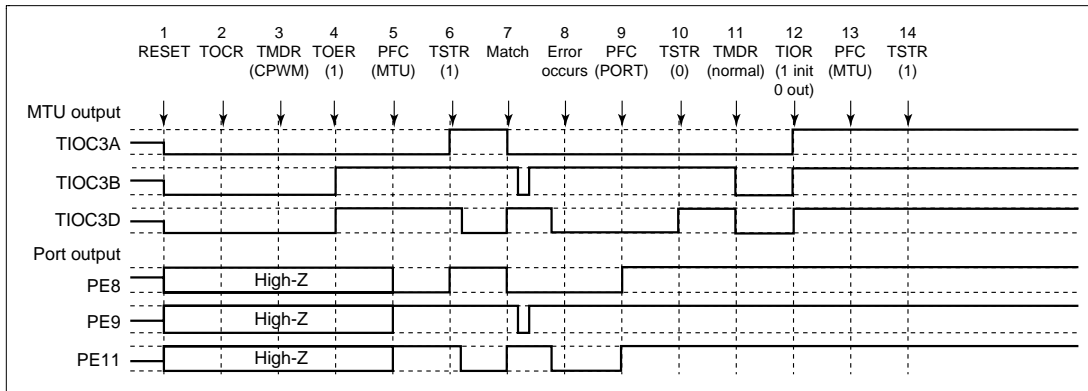 1 2 3 4 5 6 7 8 9 10 11 12 13 14
RESET TOCR TMDR TOER PFC TSTR Match Error PFC TSTR TMDR TIOR PFC TSTR
(CPWM) (1) (MTU) (1) occurs (PORT) (0) (normal) (1 init (MTU) (1)
0 out)
MTU output
TIOC3A
TIOC3B
TIOC3D
Port output
PE8 High-Z
PE9 High-Z
PE11 High-Z